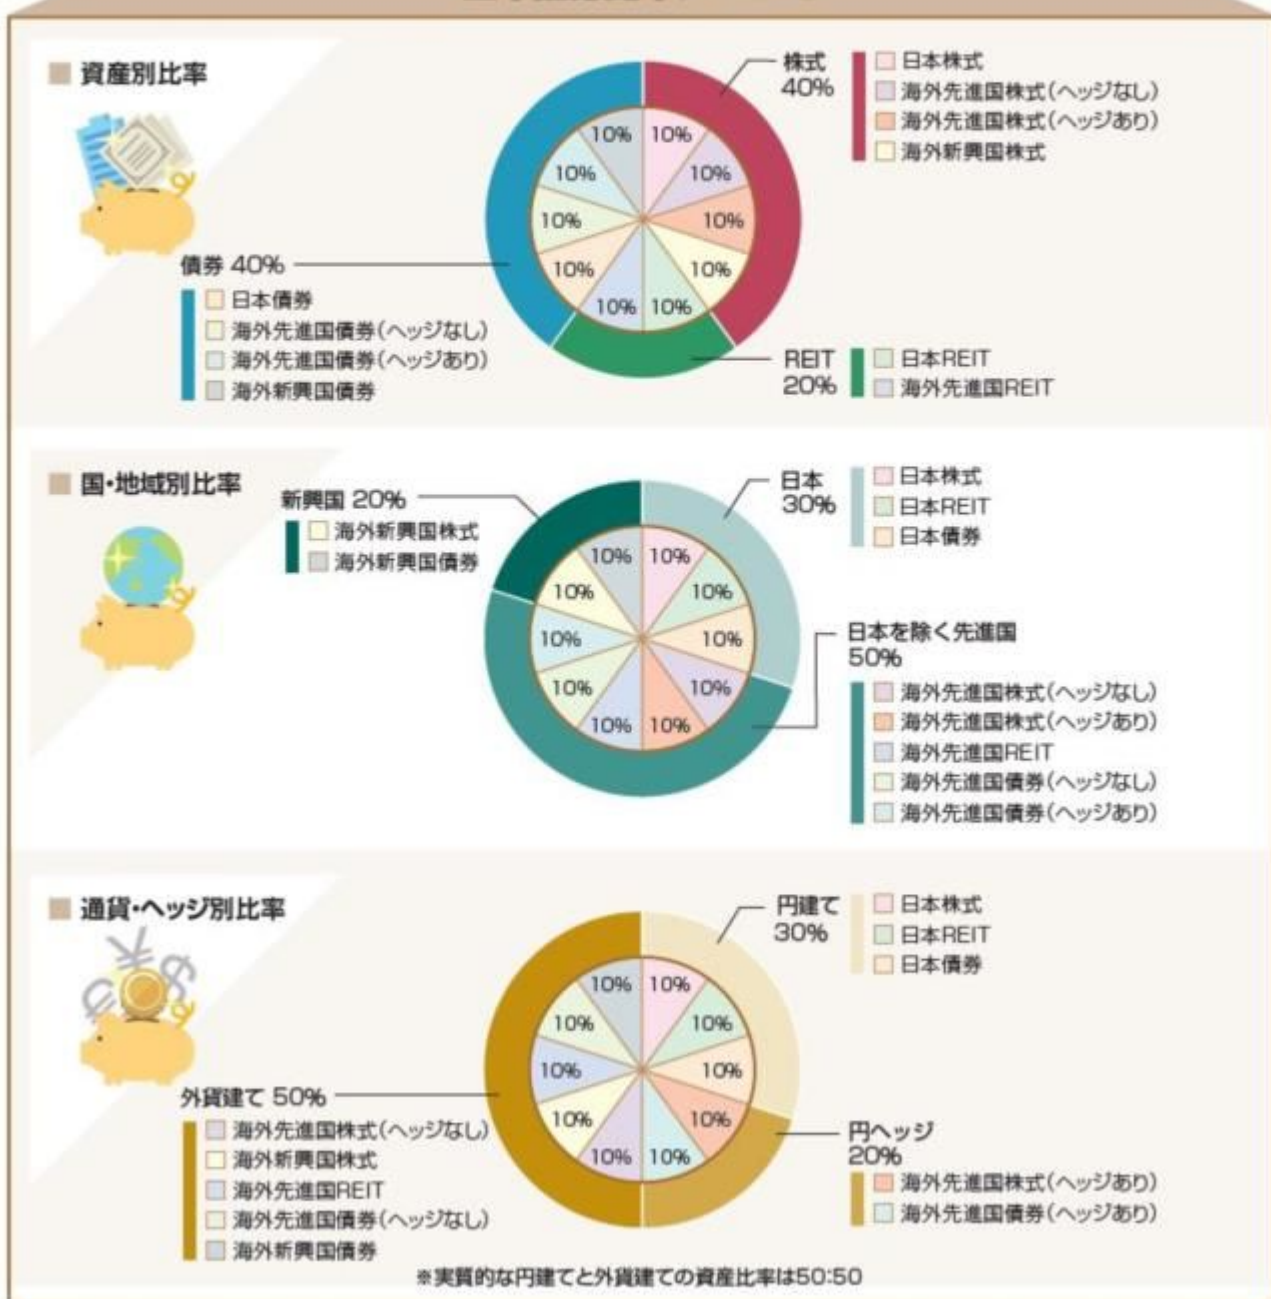 ■ 資産別比率
株式
40%
日本株式
海外先進国株式(ヘッジなし)
海外先進国株式(ヘッジあり)
海外新興国株式
10% 10%
10% 10%
10% 10%
10% 10%
10% 10%
債券 40%
日本債券
海外先進国債券(ヘッジなし)
海外先進国債券(ヘッジあり)
海外新興国債券
REIT
20%
日本REIT
海外先進国REIT
■ 国・地域別比率
新興国 20%
海外新興国株式
海外新興国債券
日本
30%
日本株式
日本REIT
日本債券
10% 10%
10% 10%
10% 10%
10% 10%
10% 10%
日本を除く先進国
50%
海外先進国株式(ヘッジなし)
海外先進国株式(ヘッジあり)
海外先進国REIT
海外先進国債券(ヘッジなし)
海外先進国債券(ヘッジあり)
■ 通貨・ヘッジ別比率
円建て
30%
日本株式
日本REIT
日本債券
10% 10%
10% 10%
10% 10%
10% 10%
10% 10%
外貨建て 50%
海外先進国株式(ヘッジなし)
海外新興国株式
海外先進国REIT
海外先進国債券(ヘッジなし)
海外新興国債券
円ヘッジ
20%
海外先進国株式(ヘッジあり)
海外先進国債券(ヘッジあり)
※実質的な円建てと外貨建ての資産比率は50:50